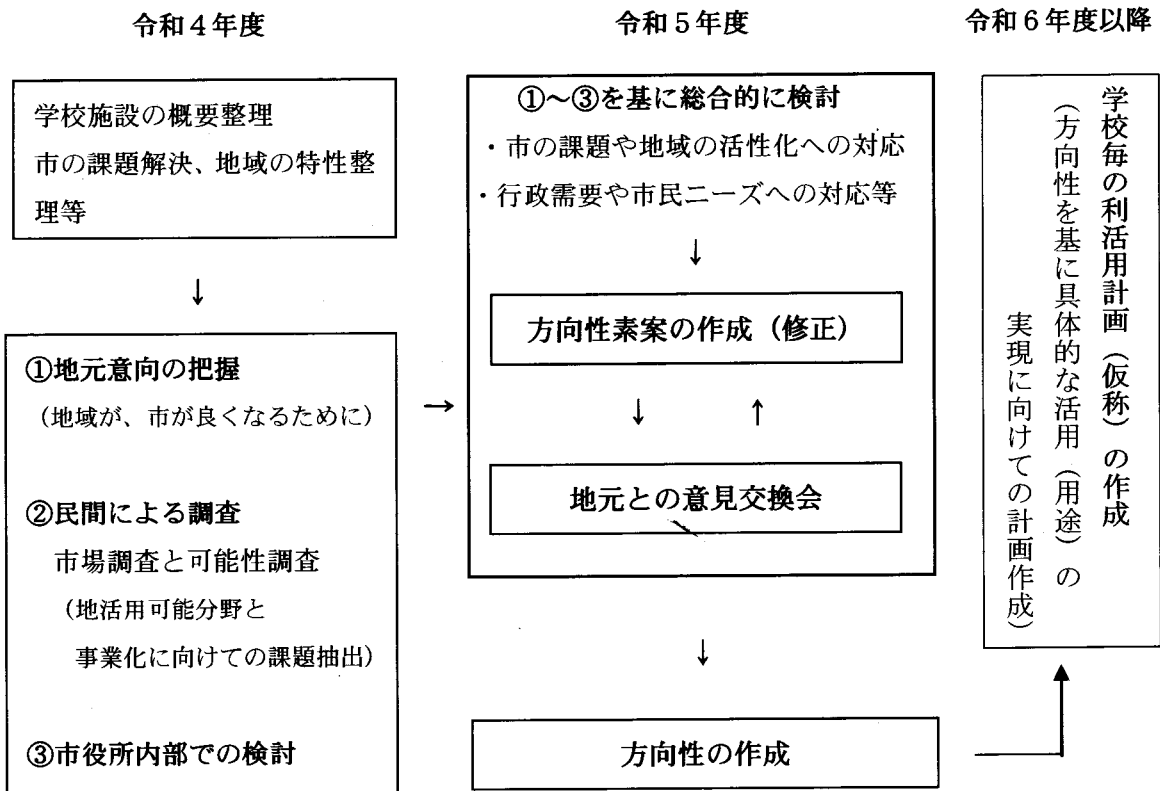 令和４年度
学校施設の概要整理
市の課題解決、地域の特性整
理等
↓
①地元意向の把握
（地域が、市が良くなるために）
②民間による調査
市場調査と可能性調査
（地活用可能分野と
事業化に向けての課題抽出）
③市役所内部での検討
→
令和５年度
①～③を基に総合的に検討
・市の課題や地域の活性化への対応
・行政需要や市民ニーズへの対応等
↓
方向性素案の作成（修正）
↓ ↑
地元との意見交換会
↓
方向性の作成
令和６年度以降
学校毎の利活用計画（仮称）の作成
（方向性を基に具体的な活用（用途）の
実現に向けての計画作成）